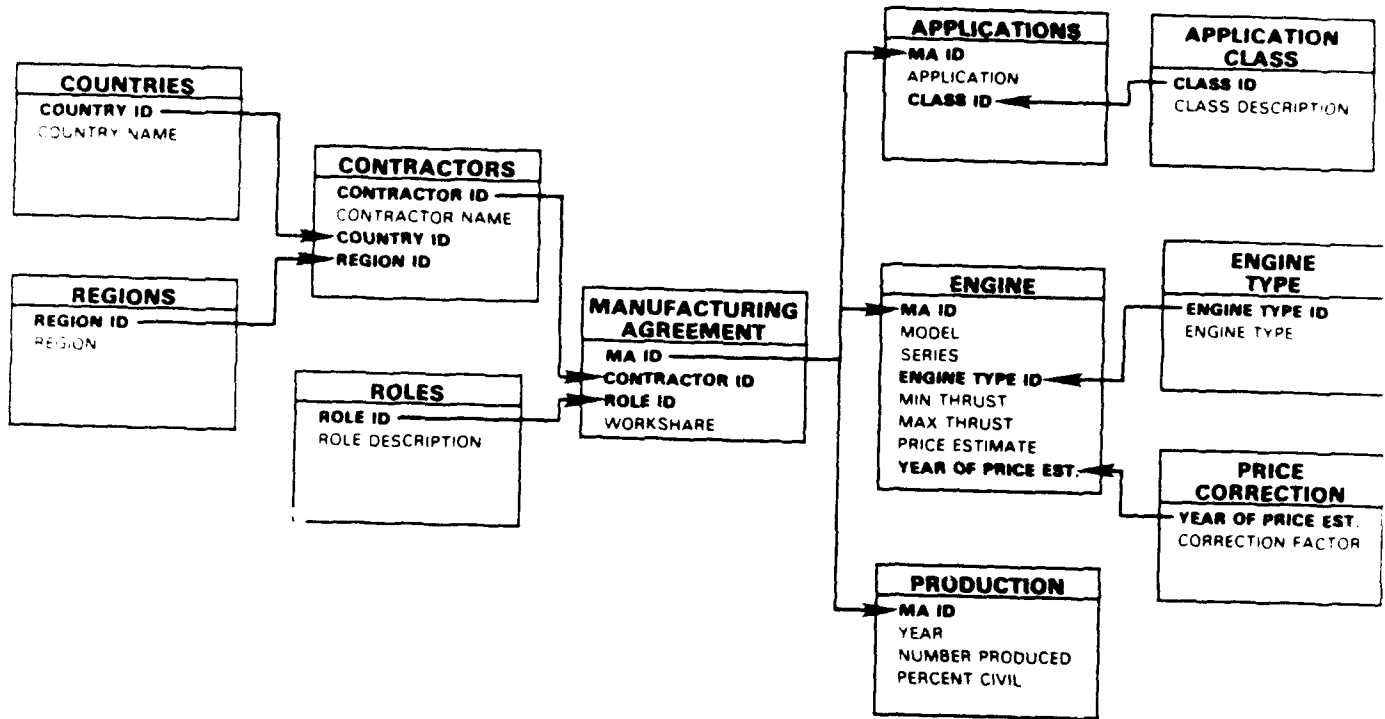 COUNTRIES
COUNTRY ID
COUNTRY NAME
REGIONS
REGION ID
REGION
CONTRACTORS
CONTRACTOR ID
CONTRACTOR NAME
COUNTRY ID
REGION ID
ROLES
ROLE ID
ROLE DESCRIPTION
MANUFACTURING
AGREEMENT
MA ID
CONTRACTOR ID
ROLE ID
WORKSHARE
APPLICATIONS
MA ID
APPLICATION
CLASS ID
APPLICATION
CLASS
CLASS ID
CLASS DESCRIPTION
ENGINE
MA ID
MODEL
SERIES
ENGINE TYPE ID
MIN THRUST
MAX THRUST
PRICE ESTIMATE
YEAR OF PRICE EST.
ENGINE
TYPE
ENGINE TYPE ID
ENGINE TYPE
PRICE
CORRECTION
YEAR OF PRICE EST.
CORRECTION FACTOR
PRODUCTION
MA ID
YEAR
NUMBER PRODUCED
PERCENT CIVIL